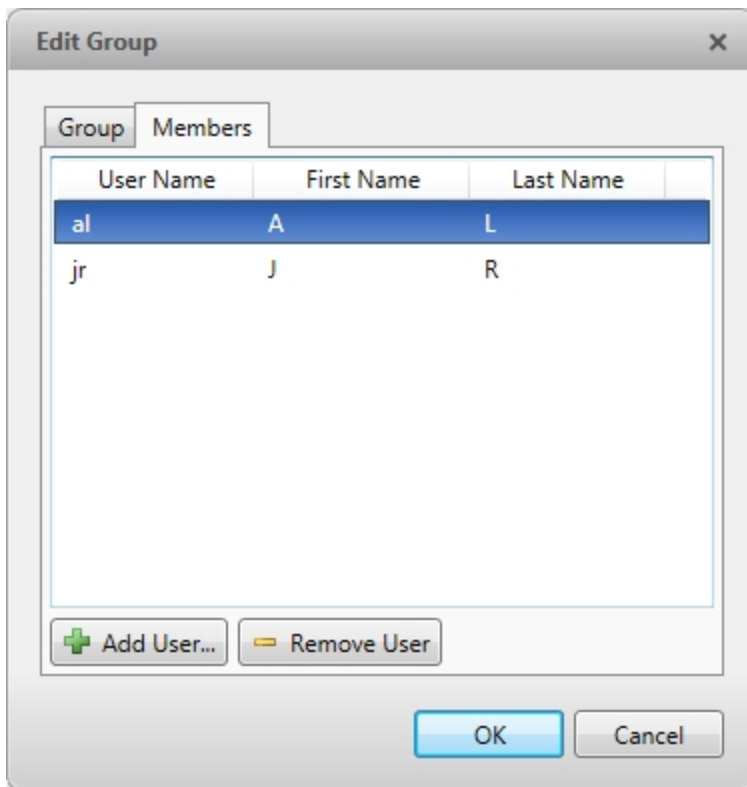 Edit Group
Group Members
User Name First Name Last Name
al A L
jr J R
Add User... Remove User
OK Cancel